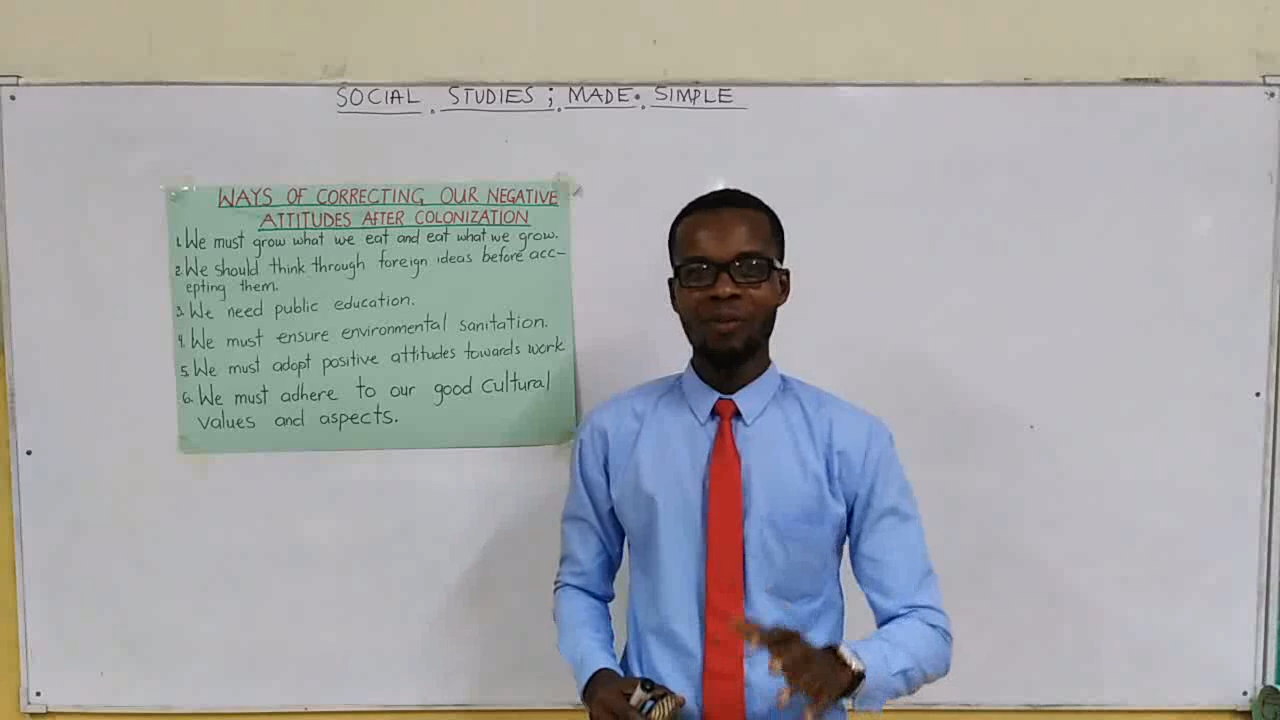 SOCIAL STUDIES ; MADE SIMPLE
WAYS OF CORRECTING OUR NEGATIVE
ATTITUDES AFTER COLONIZATION
1. We must grow what we eat and eat what we grow.
2. We should think through foreign ideas before acc-
epting them.
3. We need public education.
4. We must ensure environmental sanitation.
5. We must adopt positive attitudes towards work
6. We must adhere to our good cultural
values and aspects.